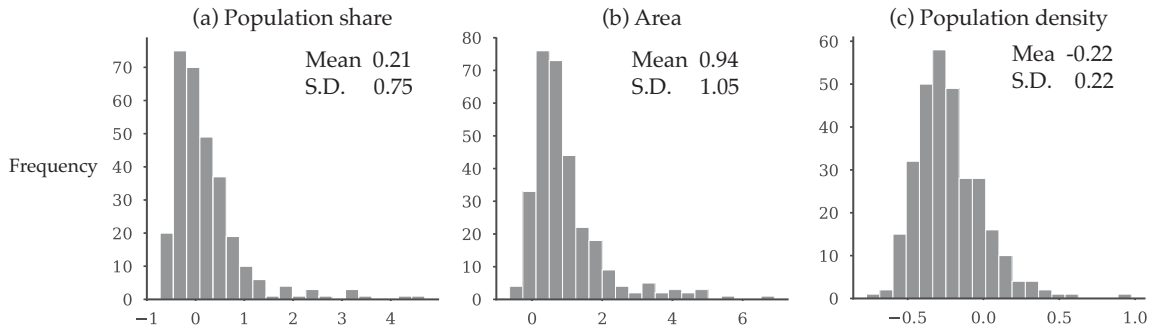 (a) Population share
(b) Area
(c) Population density
Frequency
Mean 0.21
S.D. 0.75
70
60
50
40
30
20
10
0
−1 0 1 2 3 4
Mean 0.94
S.D. 1.05
80
70
60
50
40
30
20
10
0
0 2 4 6
Mea -0.22
S.D. 0.22
60
50
40
30
20
10
0
−0.5 0.0 0.5 1.0